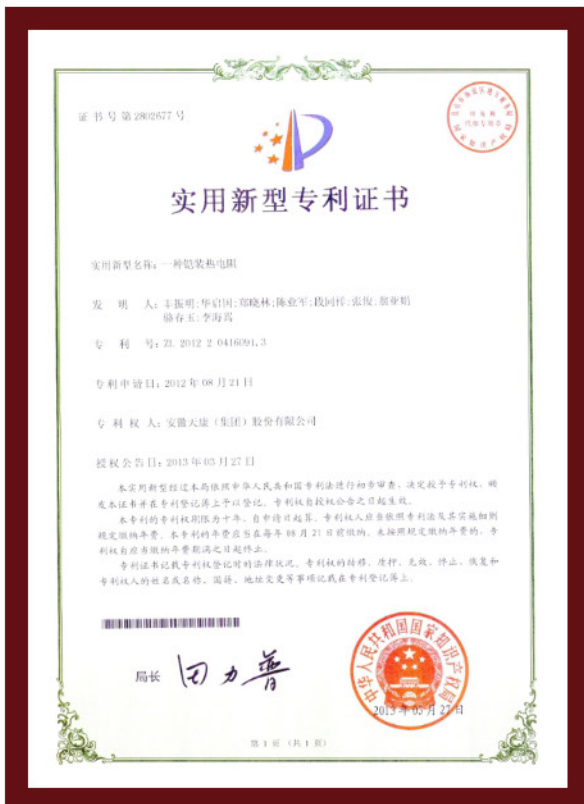 证书号第2802677号
实用新型专利证书
实用新型名称：一种铠装热电阻
发 明 人：丰振明;毕启因;郑晓林;陈业军;段同祥;张俊;翁亚娟
骆春玉;李海嵩
专 利 号：ZL 2012 2 0416091.3
专利申请日：2012年08月21日
专 利 权 人：安徽天康（集团）股份有限公司
授权公告日：2013年03月27日
本实用新型经过本局依照中华人民共和国专利法进行初步审查，决定授予专利权，颁
发本证书并在专利登记簿上予以登记。专利权自授权公告之日起生效。
本专利的专利权期限为十年，自申请日起算。专利权人应当依照专利法及其实施细则
规定缴纳年费。本专利的年费应当在每年08月21日前缴纳。未按照规定缴纳年费的，专
利权自应当缴纳年费期满之日起终止。
专利证书记载专利权登记时的法律状况。专利权的转移、质押、无效、终止、恢复和
专利权人的姓名或名称、国籍、地址变更等事项记载在专利登记簿上。
局长
田力普
中华人民共和国国家知识产权局
2013年03月27日
第1页（共1页）